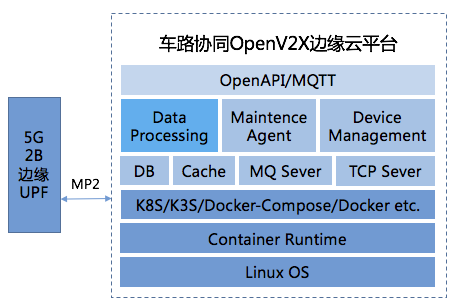 车路协同OpenV2X边缘云平台
OpenAPI/MQTT
Data
Processing
Maintence
Agent
Device
Management
DB
Cache
MQ Sever
TCP Sever
K8S/K3S/Docker-Compose/Docker etc.
Container Runtime
Linux OS
5G
2B
边缘
UPF
MP2